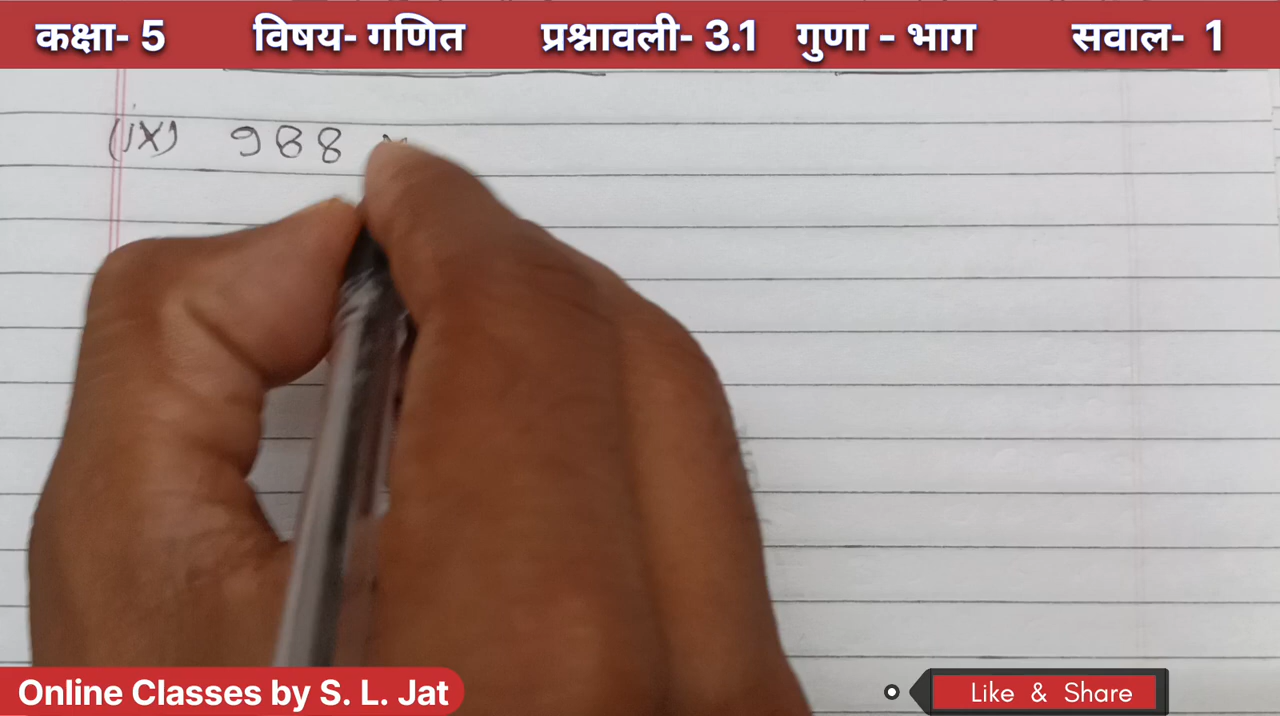 कक्षा- 5 विषय- गणित प्रश्नावली- 3.1 गुणा - भाग सवाल- 1
(ix) 988 ×
Online Classes by S. L. Jat
Like & Share